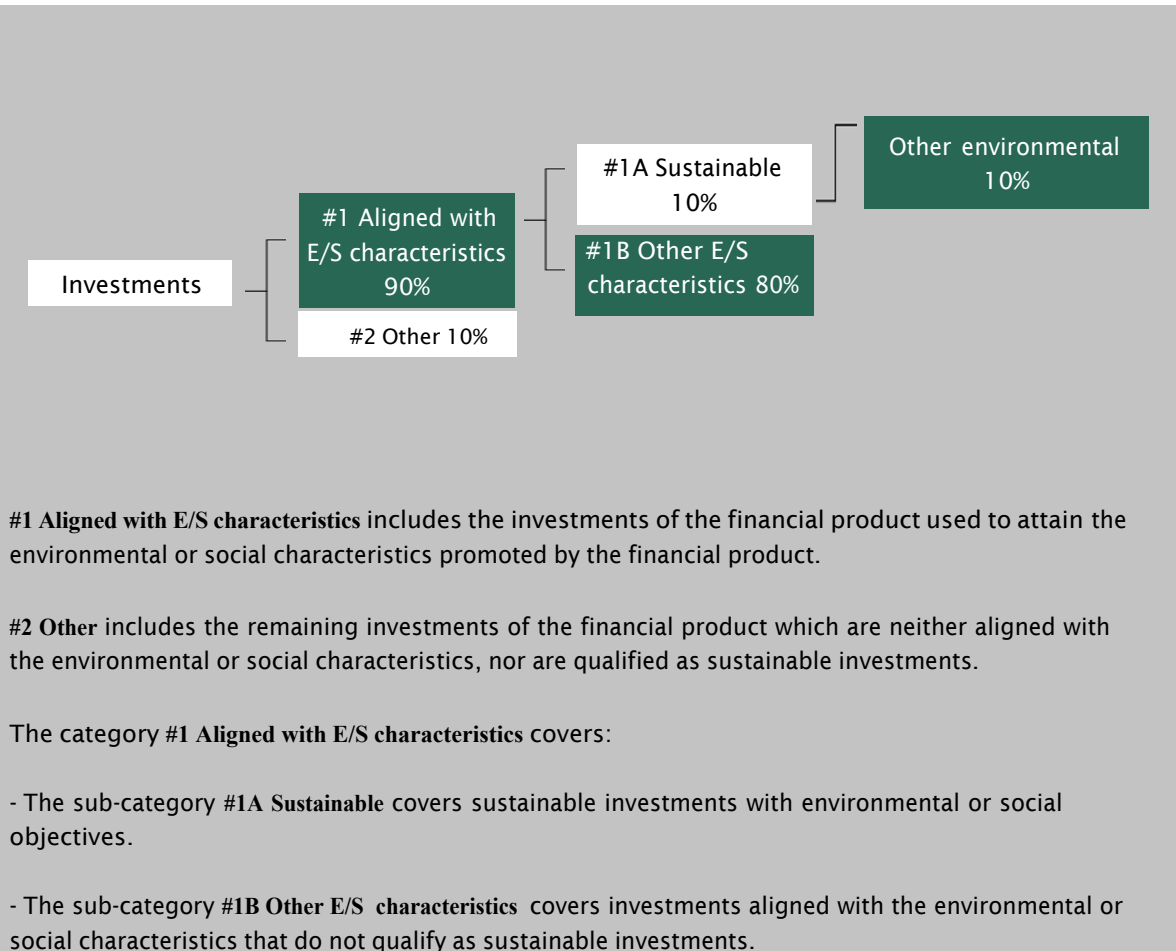 Investments
#1 Aligned with
E/S characteristics
90%
#2 Other 10%
#1A Sustainable
10%
#1B Other E/S
characteristics 80%
Other environmental
10%
#1 Aligned with E/S characteristics includes the investments of the financial product used to attain the
environmental or social characteristics promoted by the financial product.
#2 Other includes the remaining investments of the financial product which are neither aligned with
the environmental or social characteristics, nor are qualified as sustainable investments.
The category #1 Aligned with E/S characteristics covers:
- The sub-category #1A Sustainable covers sustainable investments with environmental or social
objectives.
- The sub-category #1B Other E/S characteristics covers investments aligned with the environmental or
social characteristics that do not qualify as sustainable investments.